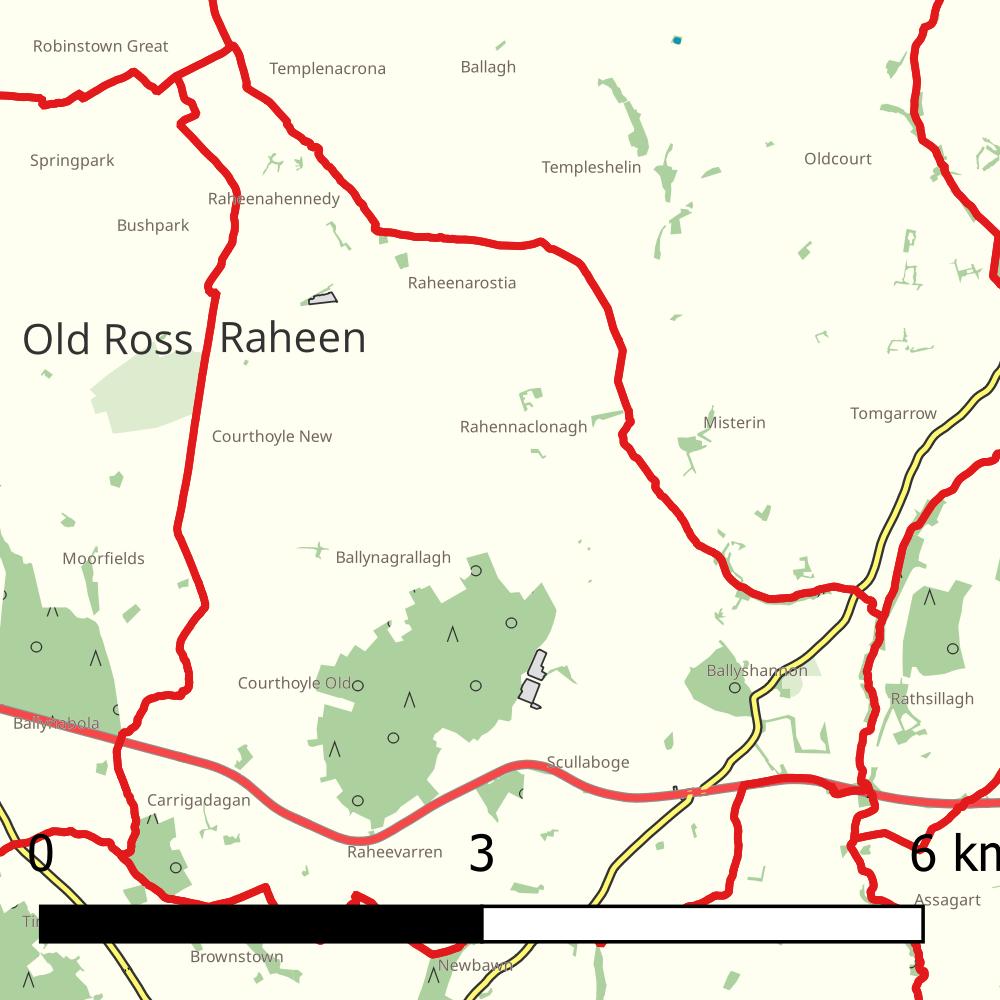 Robinstown Great
Templenacrona
Ballagh
Springpark
Templeshelin
Oldcourt
Raheenahennedy
Bushpark
Raheenarostia
Old Ross
Raheen
Courthoyle New
Rahennaclonagh
Misterin
Tomgarrow
Moorfields
Ballynagrallagh
Courthoyle Old
Ballyshannon
Rathsillagh
Ballynabola
Scullaboge
Carrigadagan
Raheevarren
0
3
6 km
Assagart
Brownstown
Newbawn